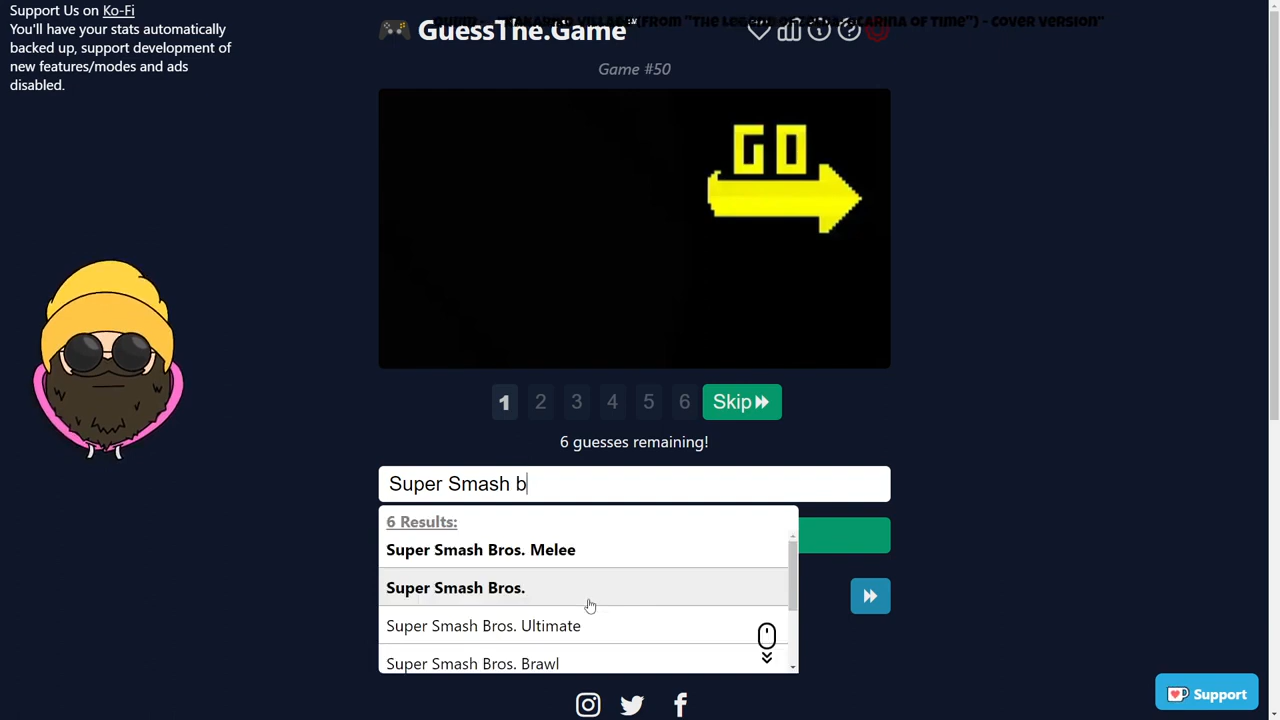 Support Us on Ko-Fi
You'll have your stats automatically
backed up, support development of
new features/modes and ads
disabled.
GuessThe.Game
Game #50
GO
1 2 3 4 5 6 Skip
6 guesses remaining!
Super Smash b
6 Results:
Super Smash Bros. Melee
Super Smash Bros.
Super Smash Bros. Ultimate
Super Smash Bros. Brawl
Support